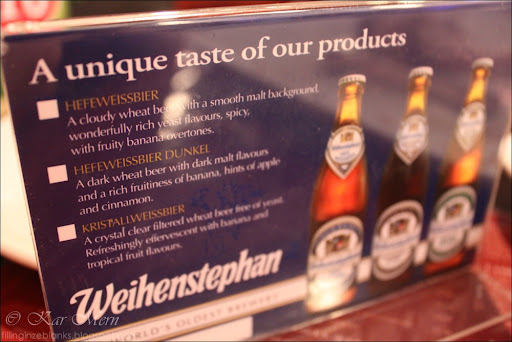 A unique taste of our products
HEFEWEISSBIER
A cloudy wheat beer with a smooth malt background,
wonderfully rich yeast flavours, spicy,
with fruity banana overtones.
HEFEWEISSBIER DUNKEL
A dark wheat beer with dark malt flavours
and a rich fruitiness of banana, hints of apple
and cinnamon.
KRISTALLWEISSBIER
A crystal clear filtered wheat beer free of yeast.
Refreshingly effervescent with banana and
tropical fruit flavours.
Weihenstephan
WORLD'S OLDEST BREWERY
© Kar Mern
fillinginzeblanks.blog